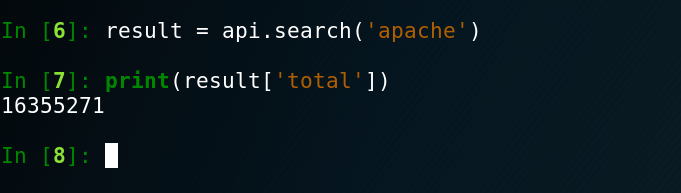 In [6]: result = api.search('apache')
In [7]: print(result['total'])
16355271
In [8]: